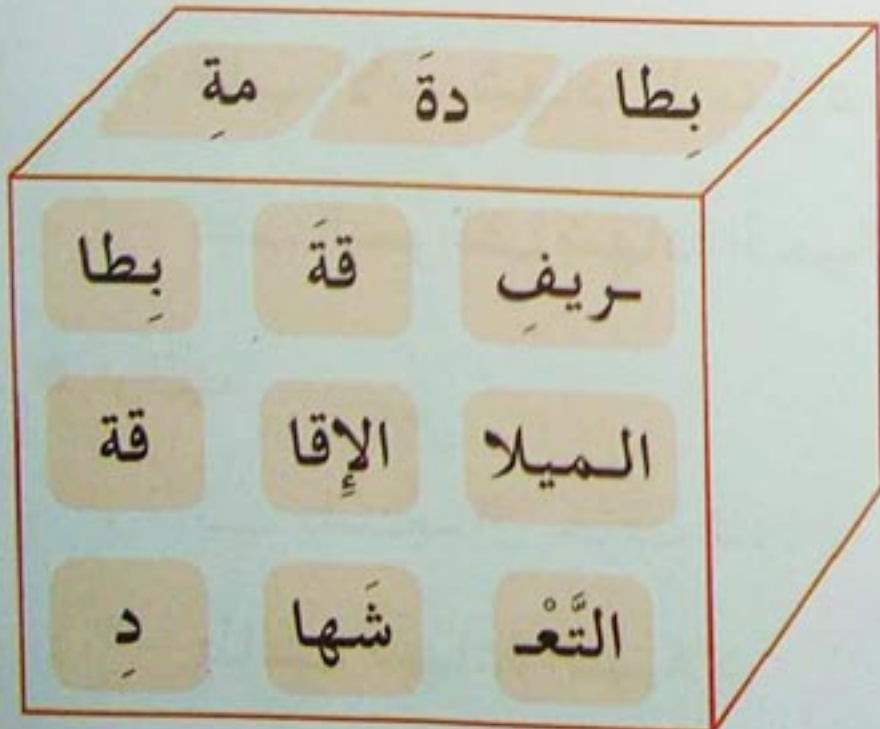 بِطا دةَ مةِ
ـريفِ قةَ بِطا
الـميلا الإِقا قة
التَّعْـ شَها دِ